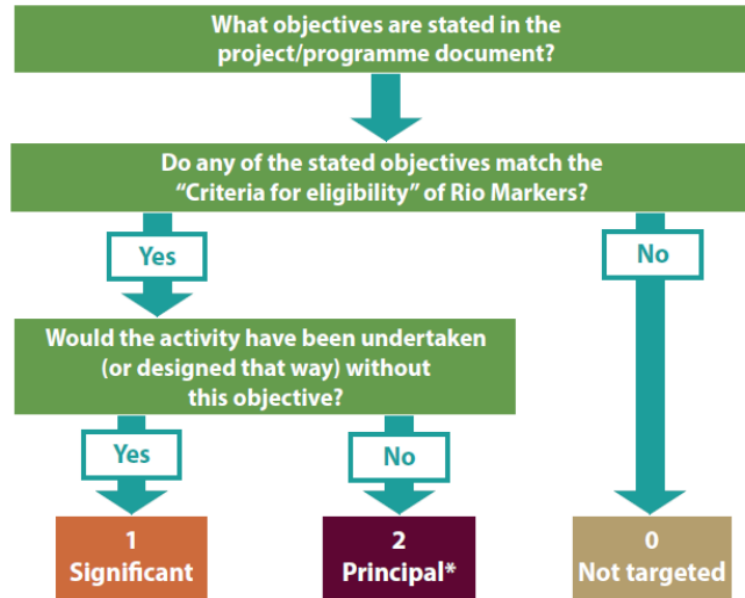 What objectives are stated in the
project/programme document?
Do any of the stated objectives match the
“Criteria for eligibility” of Rio Markers?
Yes
No
Would the activity have been undertaken
(or designed that way) without
this objective?
Yes
No
1
Significant
2
Principal*
0
Not targeted